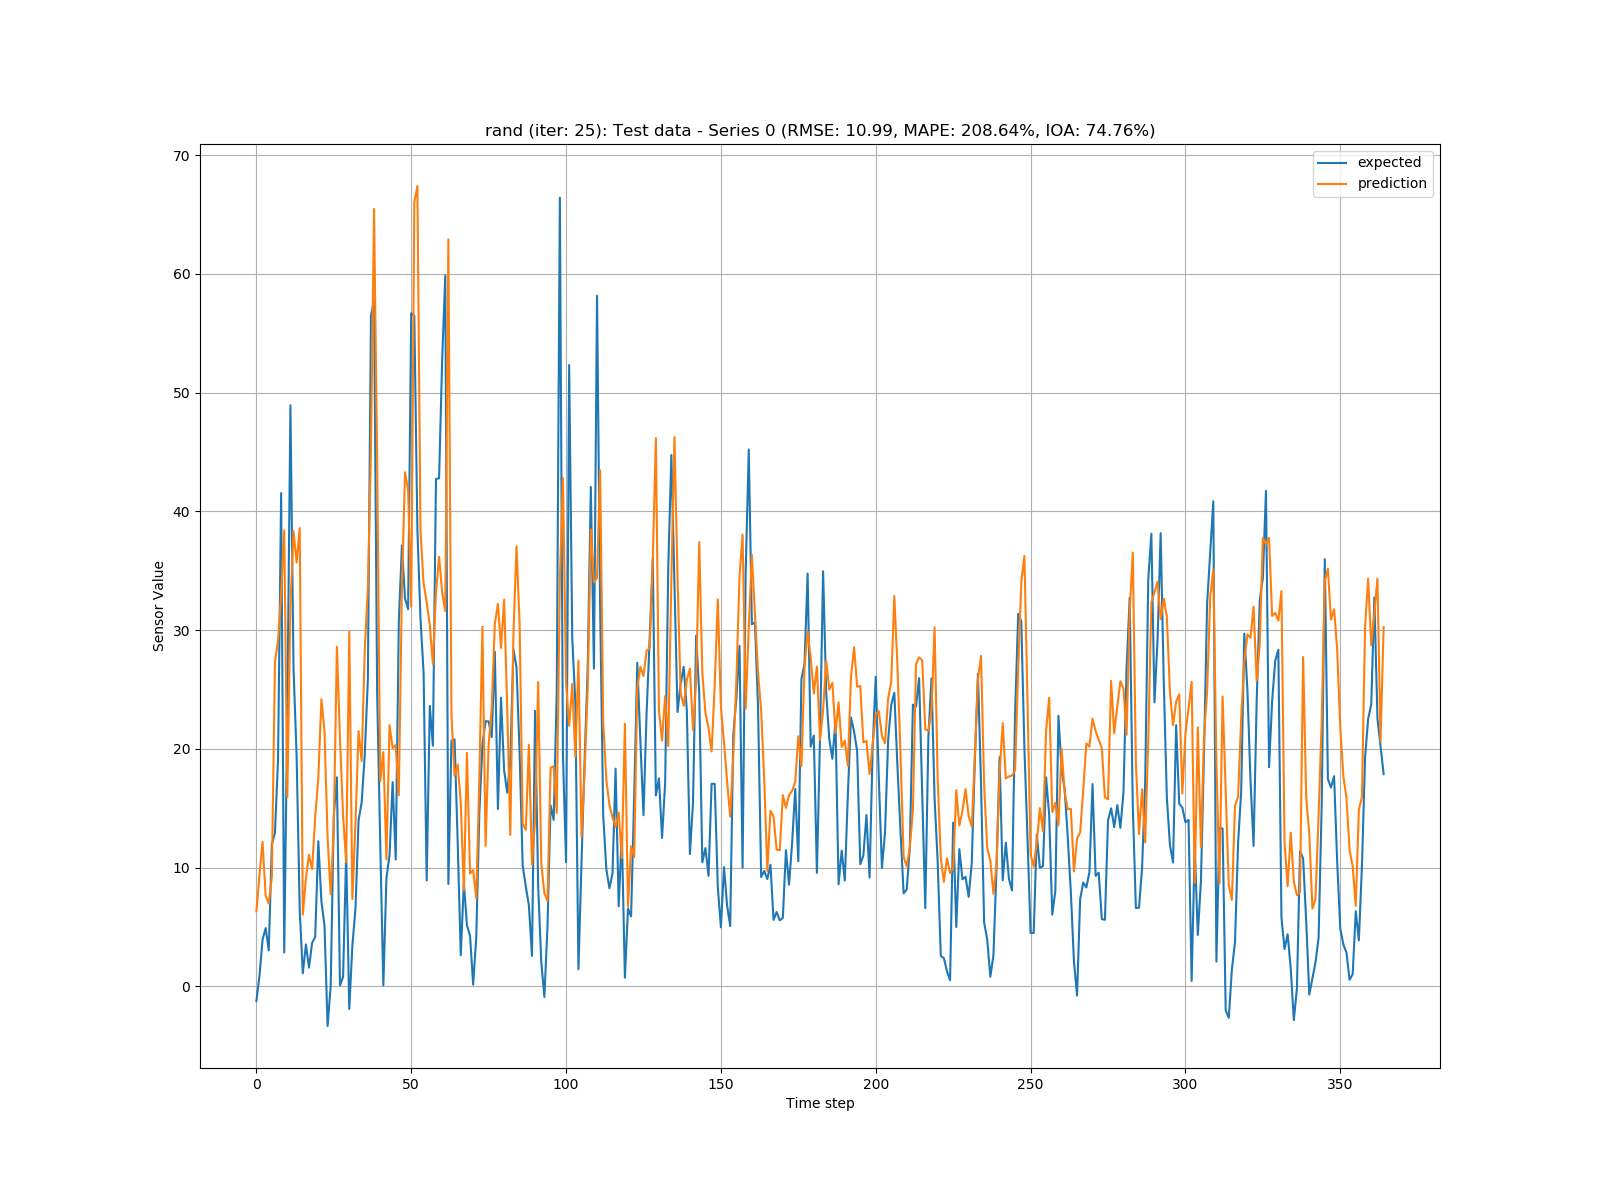 rand (iter: 25): Test data - Series 0 (RMSE: 10.99, MAPE: 208.64%, IOA: 74.76%)
expected
prediction
70
60
50
40
30
20
10
0
Sensor Value
0 50 100 150 200 250 300 350
Time step